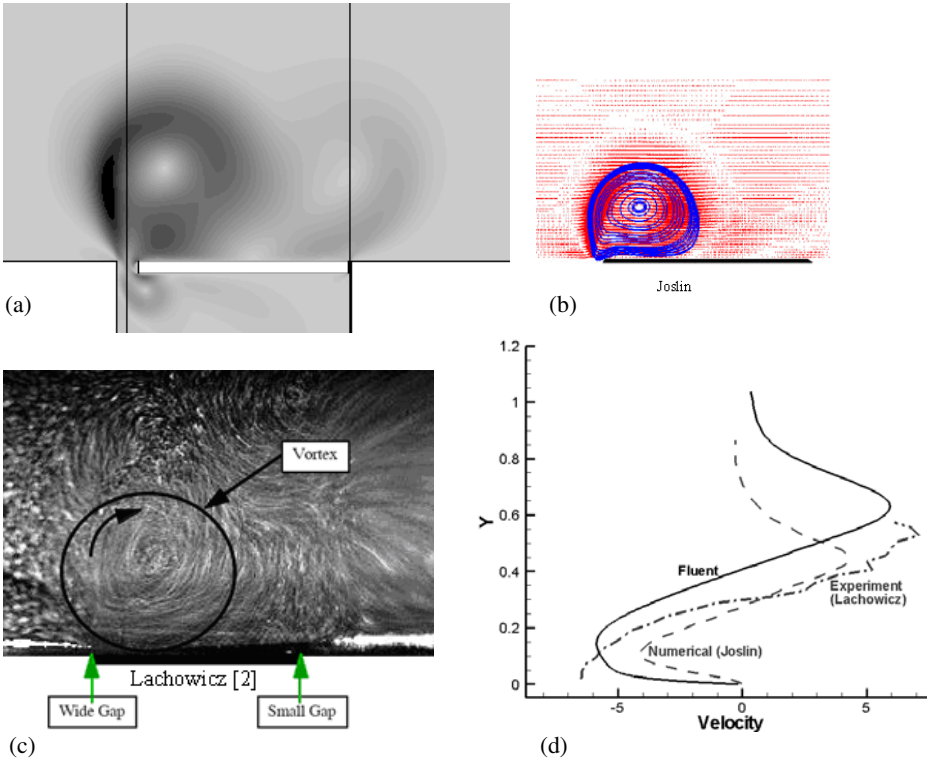 (a)
(b)
Joslin
Vortex
Lachowicz [2]
Wide Gap
Small Gap
(c)
1.2
1
0.8
0.6
0.4
0.2
0
Y
Fluent
Experiment
(Lachowicz)
Numerical (Joslin)
-5
0
5
Velocity
(d)